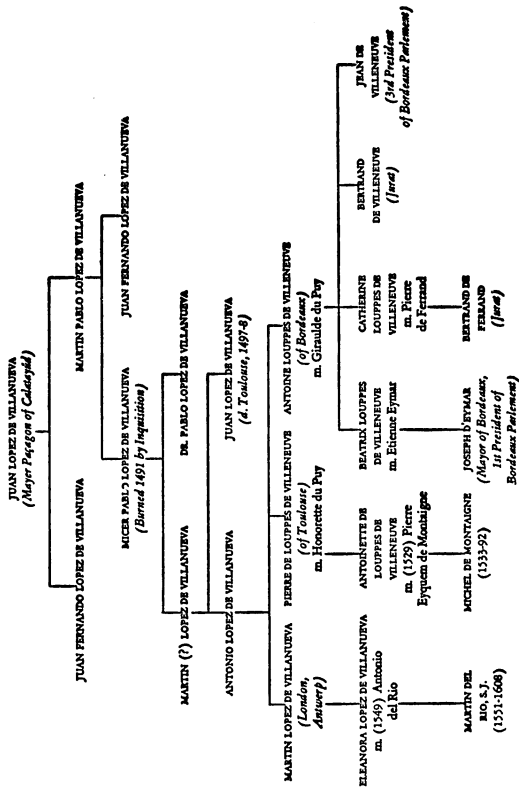 JUAN LOPEZ DE VILLANUEVA
(Mayer Paçagon of Calatayúd)
JUAN FERNANDO LOPEZ DE VILLANUEVA
MARTIN PABLO LOPEZ DE VILLANUEVA
MICER PABLO LOPEZ DE VILLANUEVA
(Burned 1491 by Inquisition)
JUAN FERNANDO LOPEZ DE VILLANUEVA
MARTIN (?) LOPEZ DE VILLANUEVA
DR. PABLO LOPEZ DE VILLANUEVA
ANTONIO LOPEZ DE VILLANUEVA
JUAN LOPEZ DE VILLANUEVA
(d. Toulouse, 1497-8)
MARTIN LOPEZ DE VILLANUEVA
(London,
Antwerp)
PIERRE DE LOUPPES DE VILLENEUVE
(of Toulouse)
m. Honorette du Puy
ANTOINE LOUPPES DE VILLENEUVE
(of Bordeaux)
m. Giraulde du Puy
ELEANORA LOPEZ DE VILLANUEVA
m. (1549) Antonio
del Rio
ANTOINETTE DE
LOUPPES DE
VILLENEUVE
m. (1529) Pierre
Eyquem de Montaigne
BEATRIX LOUPPES
DE VILLENEUVE
m. Etienne Eymar
CATHERINE
LOUPPES DE
VILLENEUVE
m. Pierre
de Ferrand
BERTRAND
DE VILLENEUVE
(Jurat)
JEAN DE
VILLENEUVE
(3rd President
of Bordeaux Parlement)
MARTIN DEL
RIO, S.J.
(1551-1608)
MICHEL DE MONTAIGNE
(1533-92)
JOSEPH D'EYMAR
(Mayor of Bordeaux,
1st President of
Bordeaux Parlement)
BERTRAND DE
FERRAND
(Jurat)